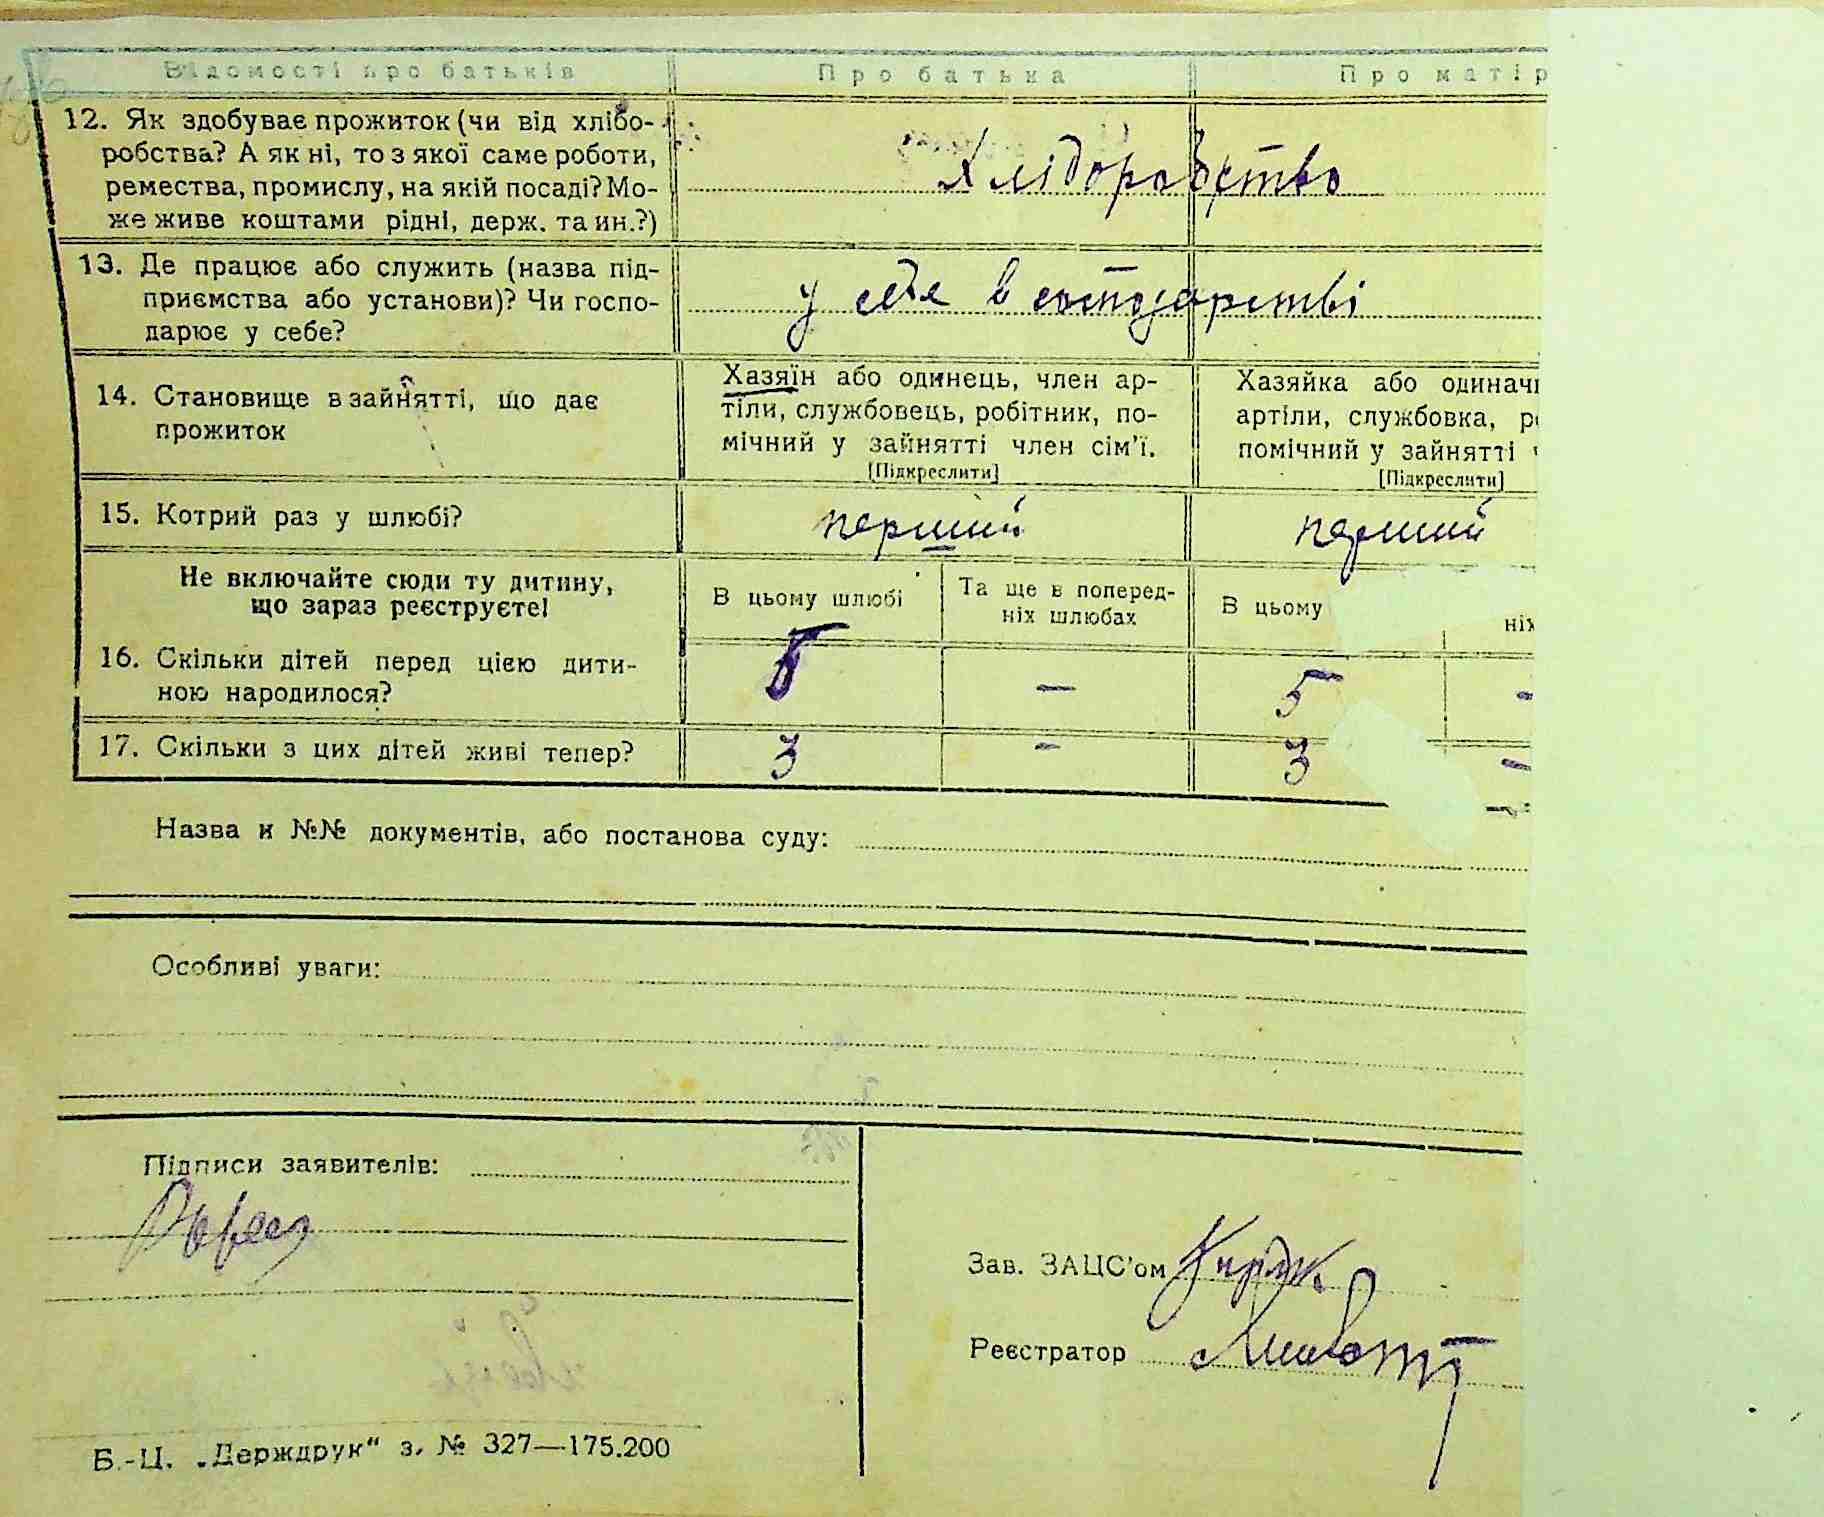 Відомості про батьків Про батька Про матір
12. Як здобуває прожиток (чи від хлібо-
робства? А як ні, то з якої саме роботи,
ремества, промислу, на якій посаді? Мо-
же живе коштами рідні, держ. та ин.?)
Хліборобство
13. Де працює або служить (назва під-
приємства або установи)? Чи госпо-
дарює у себе?
у себе в господарстві
14. Становище в зайнятті, що дає
прожиток
Хазяїн або одинець, член ар-
тіли, службовець, робітник, по-
мічний у зайнятті член сім'ї.
[Підкреслити]
Хазяйка або одинач
артіли, службовка, р
помічний у зайнятті
[Підкреслити]
15. Котрий раз у шлюбі? перший перший
Не включайте сюди ту дитину,
що зараз реєструєте!
В цьому шлюбі
Та ще в поперед-
ніх шлюбах
В цьому
ніх
16. Скільки дітей перед цією дити-
ною народилося?
5 — 5 -
17. Скільки з цих дітей живі тепер? 3 - 3 —
Назва и №№ документів, або постанова суду:
Особливі уваги:
Підписи заявителів:
Зав. ЗАЦС'ом
Реєстратор
Б.-Ц. „Держдрук“ з. № 327—175.200